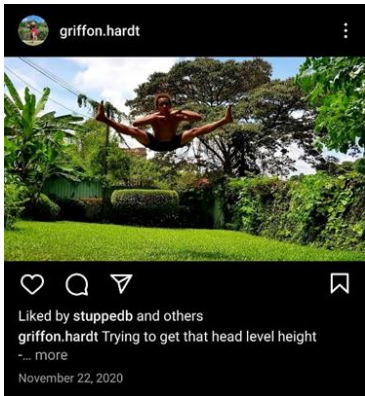 griffon.hardt
Liked by stuppedb and others
griffon.hardt Trying to get that head level height
-... more
November 22, 2020